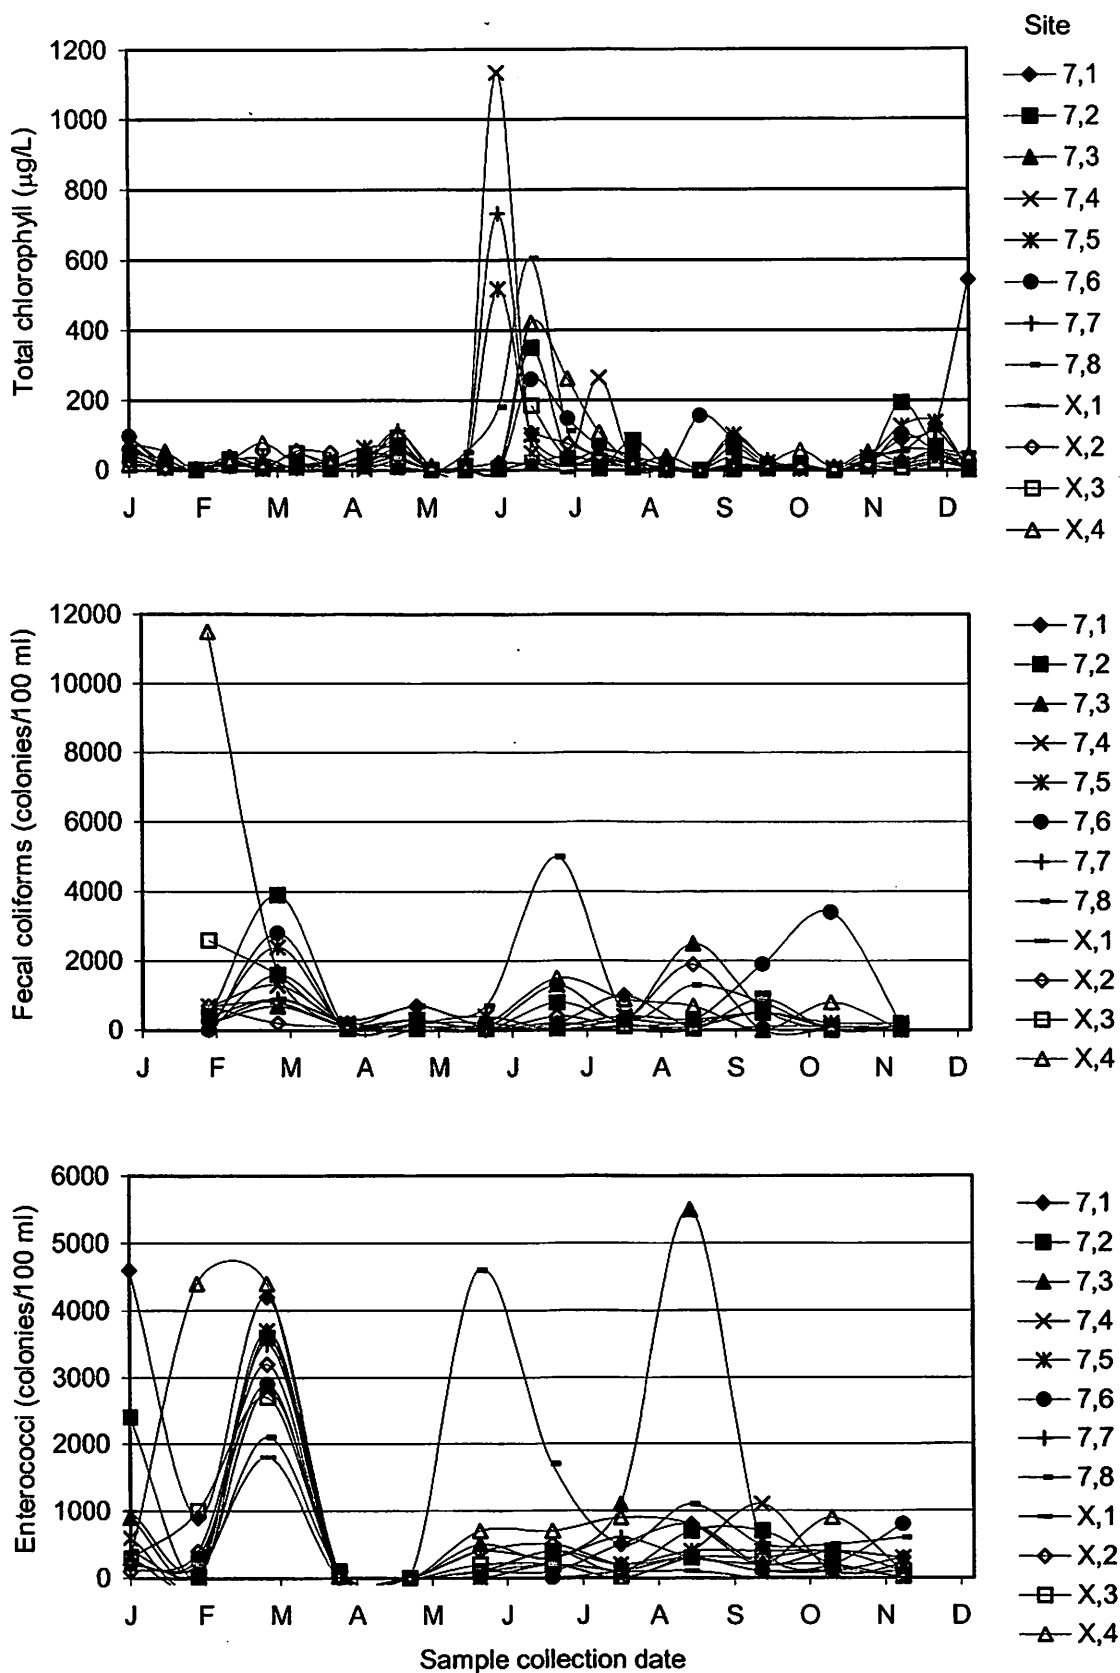 Site
1200
1000
800
600
400
200
0
Total chlorophyll (µg/L)
J F M A M J J A S O N D
7,1
7,2
7,3
7,4
7,5
7,6
7,7
7,8
X,1
X,2
X,3
X,4
12000
10000
8000
6000
4000
2000
0
Fecal coliforms (colonies/100 ml)
J F M A M J J A S O N D
7,1
7,2
7,3
7,4
7,5
7,6
7,7
7,8
X,1
X,2
X,3
X,4
6000
5000
4000
3000
2000
1000
0
Enterococci (colonies/100 ml)
J F M A M J J A S O N D
7,1
7,2
7,3
7,4
7,5
7,6
7,7
7,8
X,1
X,2
X,3
X,4
Sample collection date